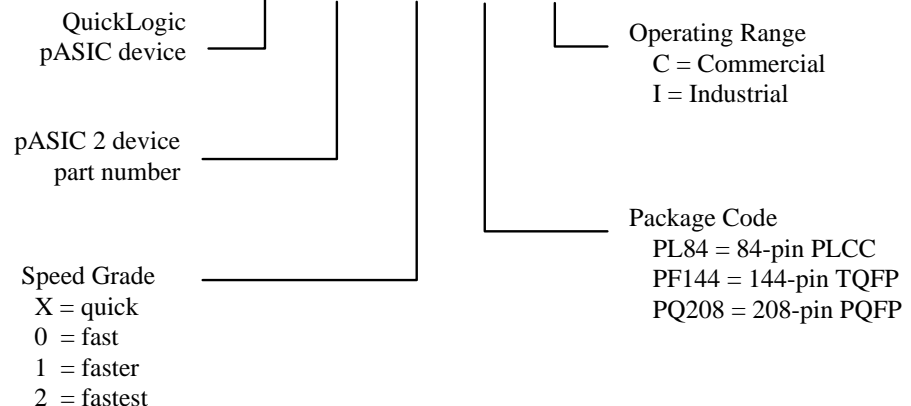 QuickLogic
pASIC device
pASIC 2 device
part number
Speed Grade
X = quick
0 = fast
1 = faster
2 = fastest
Operating Range
C = Commercial
I = Industrial
Package Code
PL84 = 84-pin PLCC
PF144 = 144-pin TQFP
PQ208 = 208-pin PQFP